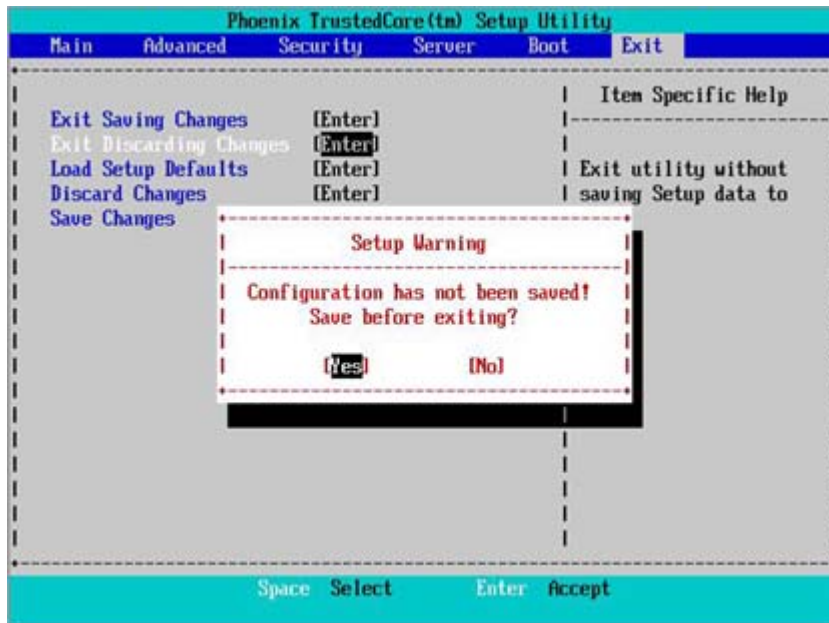 Phoenix TrustedCore(tm) Setup Utility
Main Advanced Security Server Boot Exit
Item Specific Help
Exit Saving Changes [Enter]
Exit Discarding Changes [Enter]
Load Setup Defaults [Enter]
Discard Changes [Enter]
Save Changes
Exit utility without
saving Setup data to
Setup Warning
Configuration has not been saved!
Save before exiting?
[Yes] [No]
Space Select Enter Accept